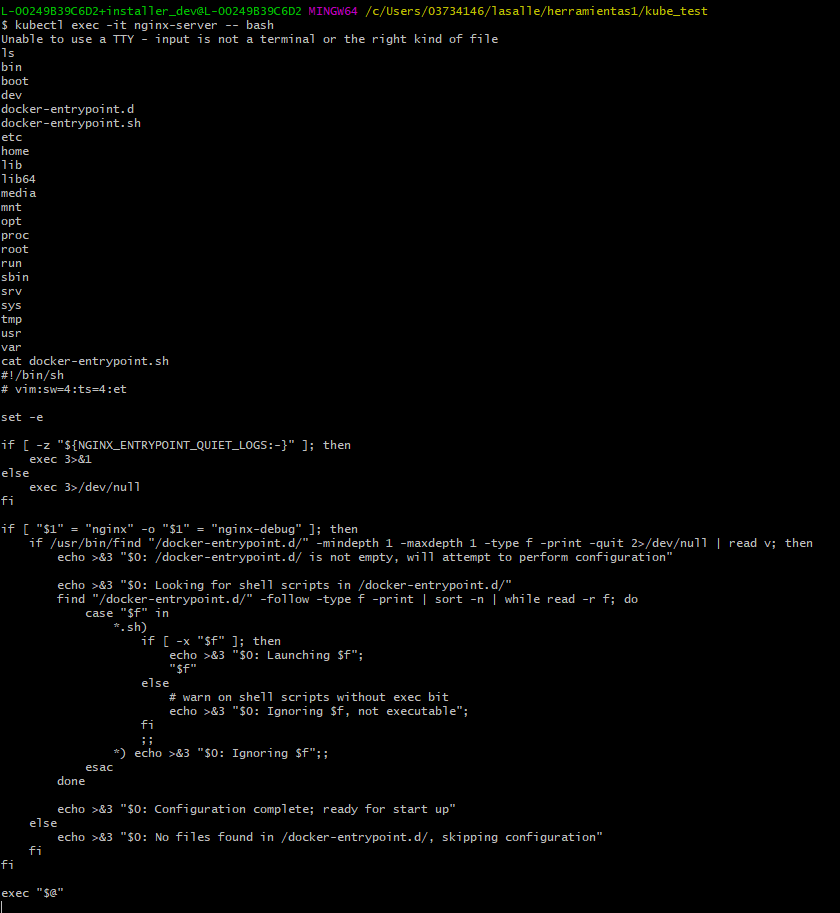 L-00249B39C6D2+installer_dev@L-00249B39C6D2 MINGW64 /c/Users/O3734146/lasalle/herramientas1/kube_test
$ kubectl exec -it nginx-server -- bash
Unable to use a TTY - input is not a terminal or the right kind of file
ls
bin
boot
dev
docker-entrypoint.d
docker-entrypoint.sh
etc
home
lib
lib64
media
mnt
opt
proc
root
run
sbin
srv
sys
tmp
usr
var
cat docker-entrypoint.sh
#!/bin/sh
# vim:sw=4:ts=4:et

set -e

if [ -z "${NGINX_ENTRYPOINT_QUIET_LOGS:-}" ]; then
    exec 3>&1
else
    exec 3>/dev/null
fi

if [ "$1" = "nginx" -o "$1" = "nginx-debug" ]; then
    if /usr/bin/find "/docker-entrypoint.d/" -mindepth 1 -maxdepth 1 -type f -print -quit 2>/dev/null | read v; then
        echo >&3 "$0: /docker-entrypoint.d/ is not empty, will attempt to perform configuration"

        echo >&3 "$0: Looking for shell scripts in /docker-entrypoint.d/"
        find "/docker-entrypoint.d/" -follow -type f -print | sort -n | while read -r f; do
            case "$f" in
                *.sh)
                    if [ -x "$f" ]; then
                        echo >&3 "$0: Launching $f";
                        "$f"
                    else
                        # warn on shell scripts without exec bit
                        echo >&3 "$0: Ignoring $f, not executable";
                    fi
                    ;;
                *) echo >&3 "$0: Ignoring $f";;
            esac
        done

        echo >&3 "$0: Configuration complete; ready for start up"
    else
        echo >&3 "$0: No files found in /docker-entrypoint.d/, skipping configuration"
    fi
fi

exec "$@"